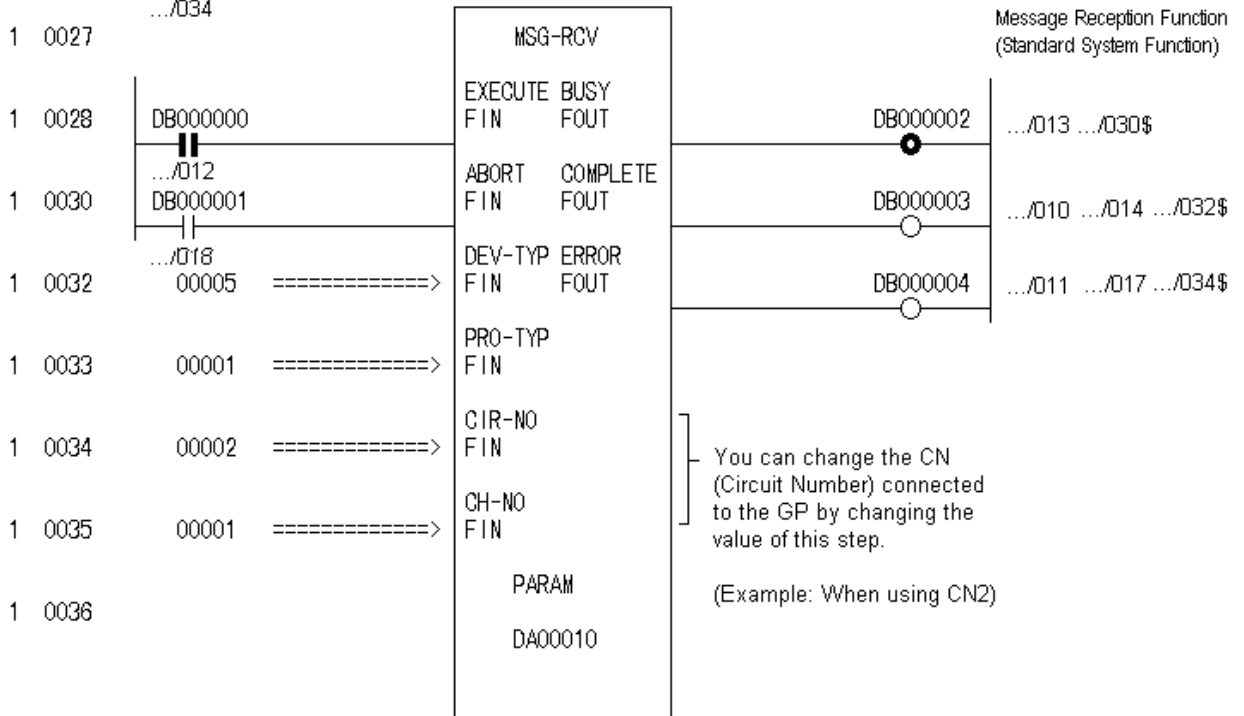 .../034
1 0027 MSG-RCV Message Reception Function
(Standard System Function)
EXECUTE BUSY
1 0028 DB000000 FIN FOUT DB000002 .../013 .../030$
.../012 ABORT COMPLETE
1 0030 DB000001 FIN FOUT DB000003 .../010 .../014 .../032$
.../018 DEV-TYP ERROR
1 0032 00005 ============> FIN FOUT DB000004 .../011 .../017 .../034$
PRO-TYP
1 0033 00001 ============> FIN
CIR-NO
1 0034 00002 ============> FIN
You can change the CN
(Circuit Number) connected
to the GP by changing the
value of this step.
CH-NO
1 0035 00001 ============> FIN
PARAM
(Example: When using CN2)
1 0036
DA00010